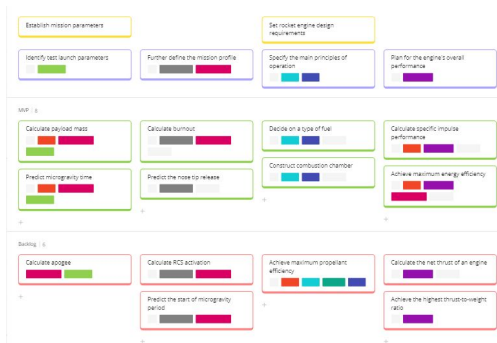 Establish mission parameters
Set rocket engine design
requirements
Identify test launch parameters
Further define the mission profile
Specify the main principles of
operation
Plan for the engine's overall
performance
MVP
Calculate payload mass
Calculate burnout
Decide on a type of fuel
Calculate specific impulse
performance
Predict microgravity time
Predict the nose tip release
Construct combustion chamber
Achieve maximum energy efficiency
+
+
+
+
Backlog
Calculate apogee
Calculate RCS activation
Achieve maximum propellant
efficiency
Calculate the net thrust of an engine
+
Predict the start of microgravity
period
+
Achieve the highest thrust-to-weight
ratio
+
+